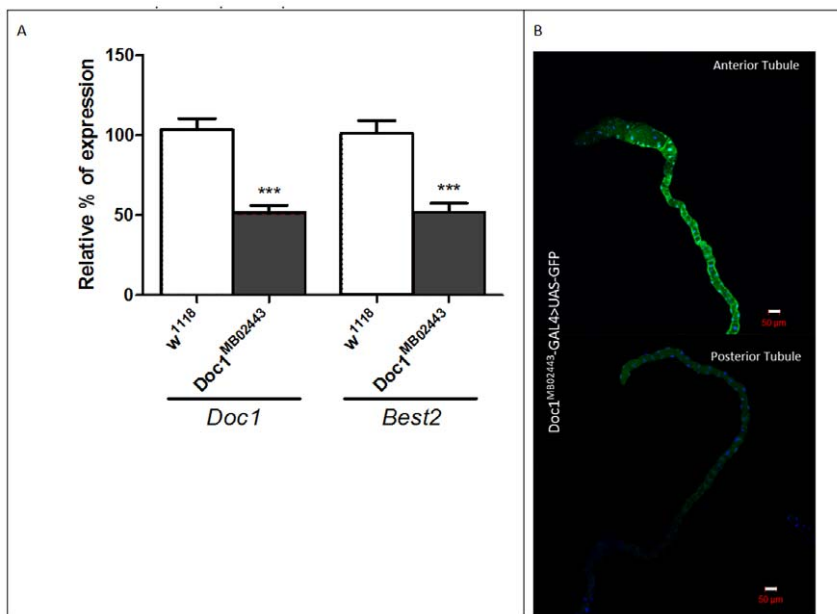 A
B
150
100
50
0
Relative % of expression
***
***
w1118
Doc1MB02443
w1118
Doc1MB02443
Doc1
Best2
Doc1MB02443-GAL4>UAS-GFP
Anterior Tubule
50 µm
Posterior Tubule
50 µm